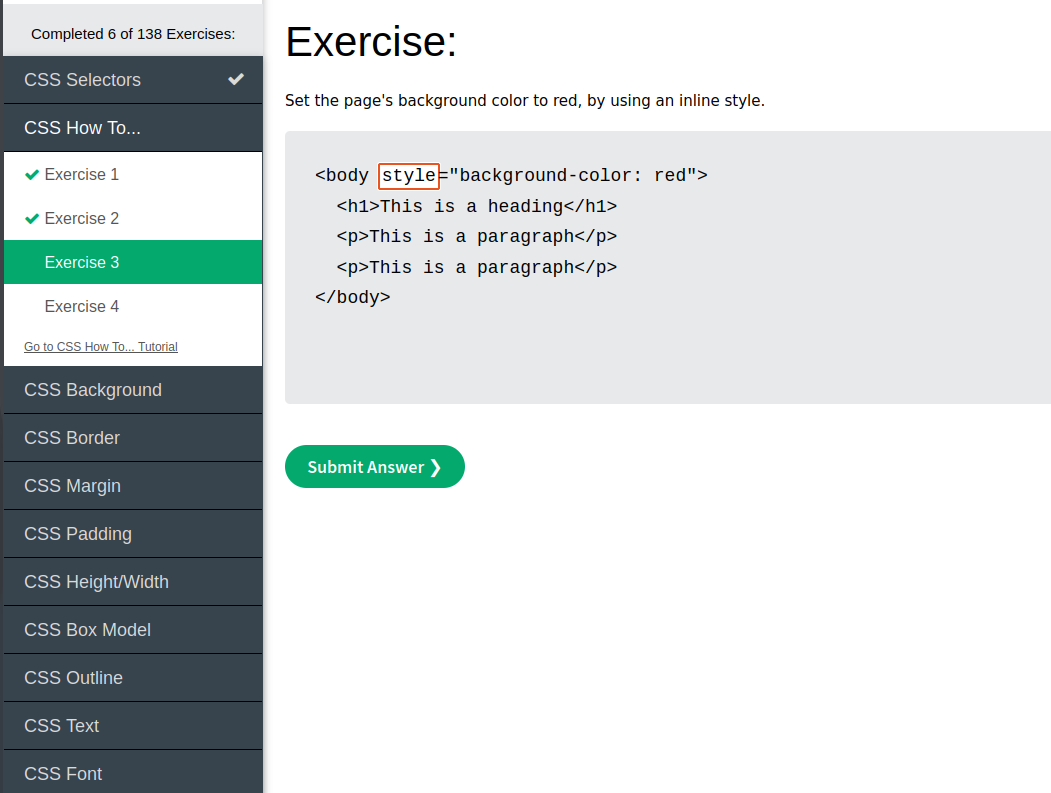 Completed 6 of 138 Exercises:
CSS Selectors
CSS How To...
Exercise 1
Exercise 2
Exercise 3
Exercise 4
Go to CSS How To... Tutorial
CSS Background
CSS Border
CSS Margin
CSS Padding
CSS Height/Width
CSS Box Model
CSS Outline
CSS Text
CSS Font
Exercise:
Set the page's background color to red, by using an inline style.
<body style="background-color: red">
  <h1>This is a heading</h1>
  <p>This is a paragraph</p>
  <p>This is a paragraph</p>
</body>
Submit Answer ❯